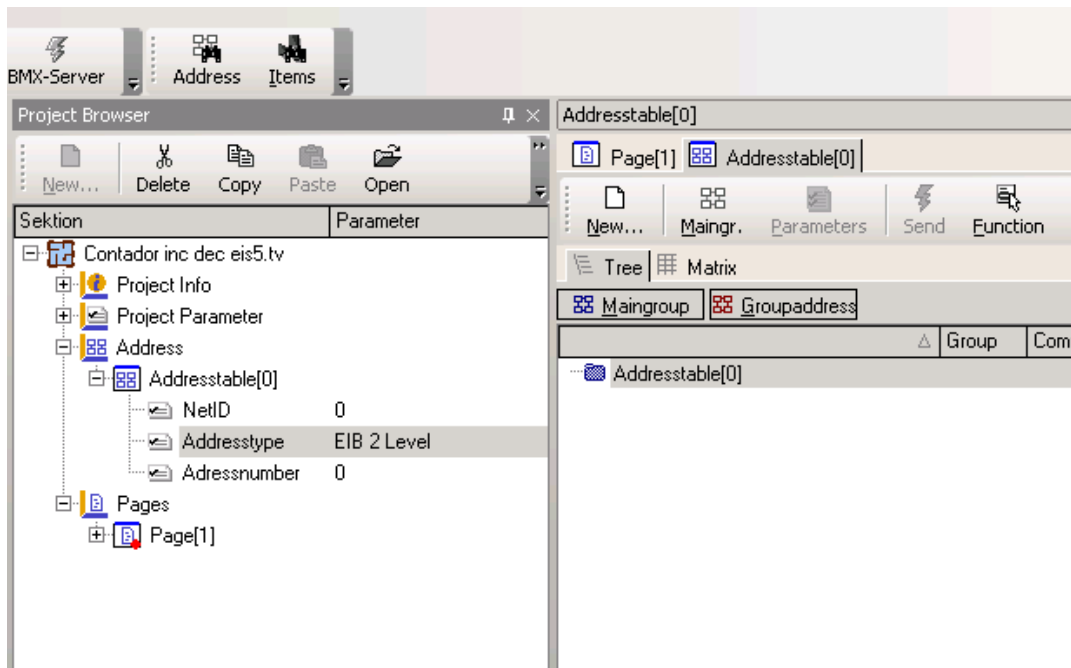 BMX-Server Address Items
Project Browser
New... Delete Copy Paste Open
Sektion Parameter
Contador inc dec eis5.tv
Project Info
Project Parameter
Address
Addresstable[0]
NetID 0
Addresstype EIB 2 Level
Adressnumber 0
Pages
Page[1]
Addresstable[0]
Page[1] Addresstable[0]
New... Maingr. Parameters Send Function
Tree Matrix
Maingroup Groupaddress
Group Com
Addresstable[0]